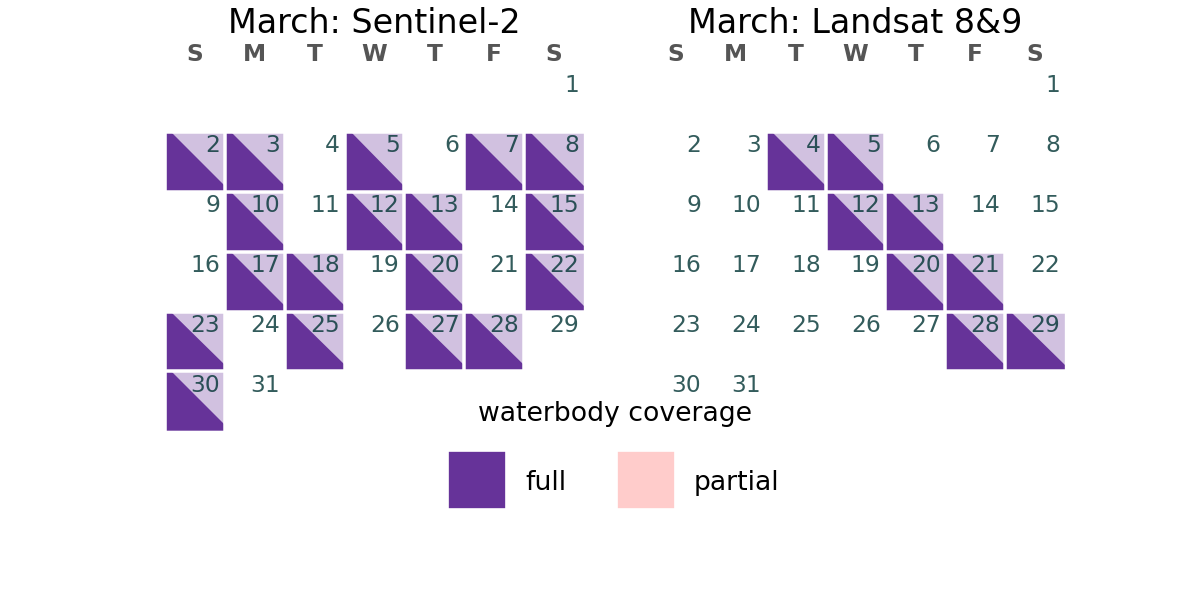 March: Sentinel-2
S M T W T F S
1
2 3 4 5 6 7 8
9 10 11 12 13 14 15
16 17 18 19 20 21 22
23 24 25 26 27 28 29
30 31
March: Landsat 8&9
S M T W T F S
1
2 3 4 5 6 7 8
9 10 11 12 13 14 15
16 17 18 19 20 21 22
23 24 25 26 27 28 29
30 31
waterbody coverage
full partial